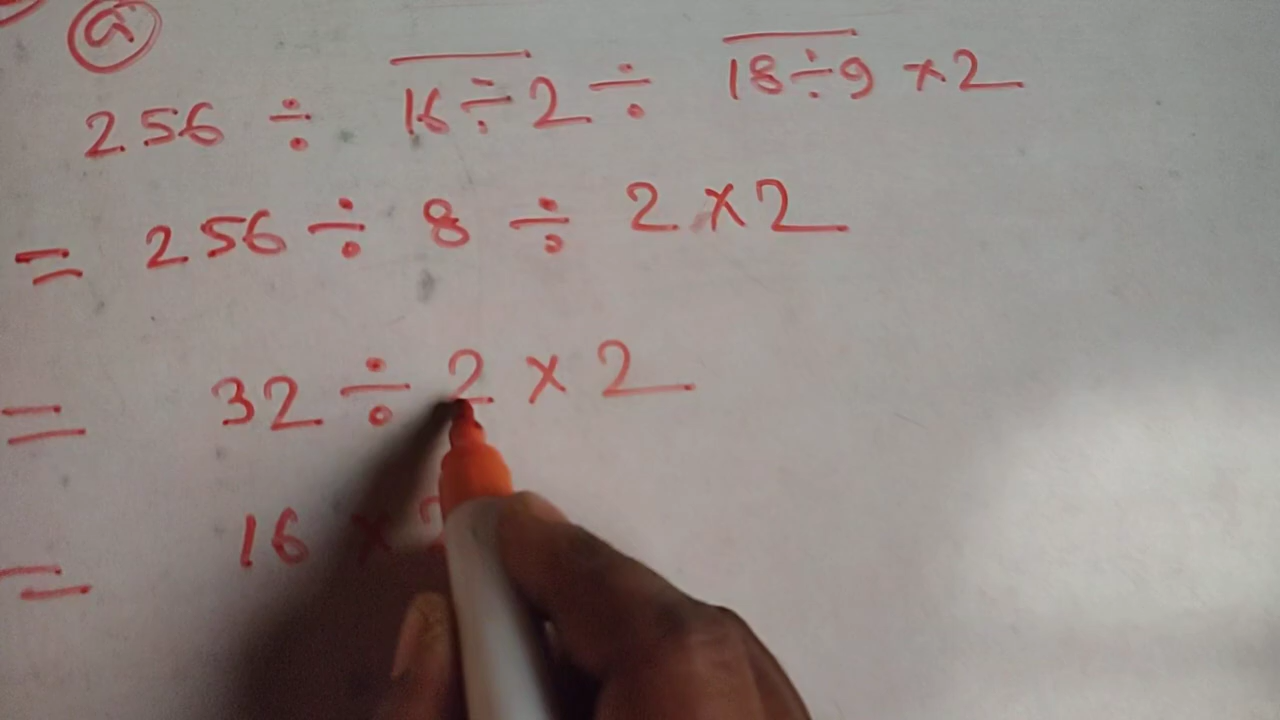 a
256 ÷ 16÷2 ÷ 18÷9 ×2
= 256 ÷ 8 ÷ 2 ×2
= 32 ÷ 2 × 2
= 16 ×